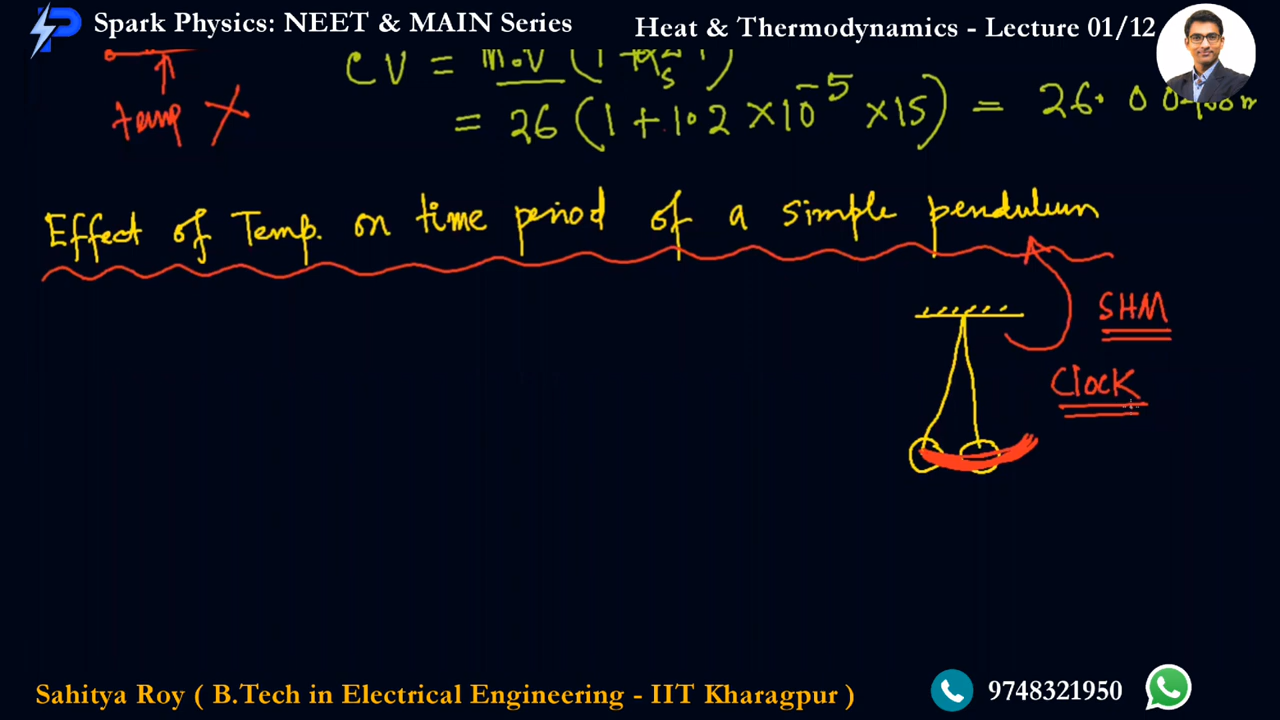 Spark Physics: NEET & MAIN Series
Heat & Thermodynamics - Lecture 01/12
CV = M.V (1 +
temp X
= 26 (1 + 1.2 × 10⁻⁵ × 15) = 26.00
Effect of Temp. on time period of a simple pendulum
SHM
Clock
Sahitya Roy ( B.Tech in Electrical Engineering - IIT Kharagpur )
9748321950